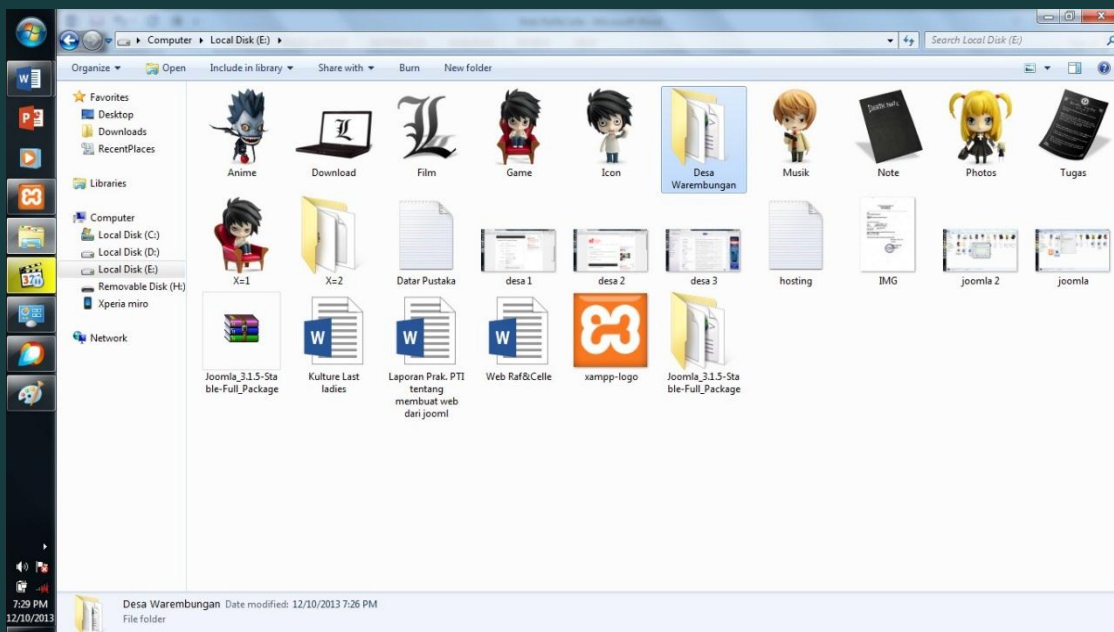 Computer ▸ Local Disk (E:) ▸
Search Local Disk (E:)
Organize Open Include in library Share with Burn New folder
Favorites
Desktop
Downloads
RecentPlaces
Libraries
Computer
Local Disk (C:)
Local Disk (D:)
Local Disk (E:)
Removable Disk (H:)
Xperia miro
Network
Anime Download Film Game Icon Desa Warembungan Musik Note Photos Tugas
X=1 X=2 Datar Pustaka desa 1 desa 2 desa 3 hosting IMG joomla 2 joomla
Joomla_3.1.5-Sta
ble-Full_Package
Kulture Last
ladies
Laporan Prak. PTI
tentang
membuat web
dari jooml
Web Raf&Celle
xampp-logo
Joomla_3.1.5-Sta
ble-Full_Package
7:29 PM
12/10/2013
Desa Warembungan Date modified: 12/10/2013 7:26 PM
File folder